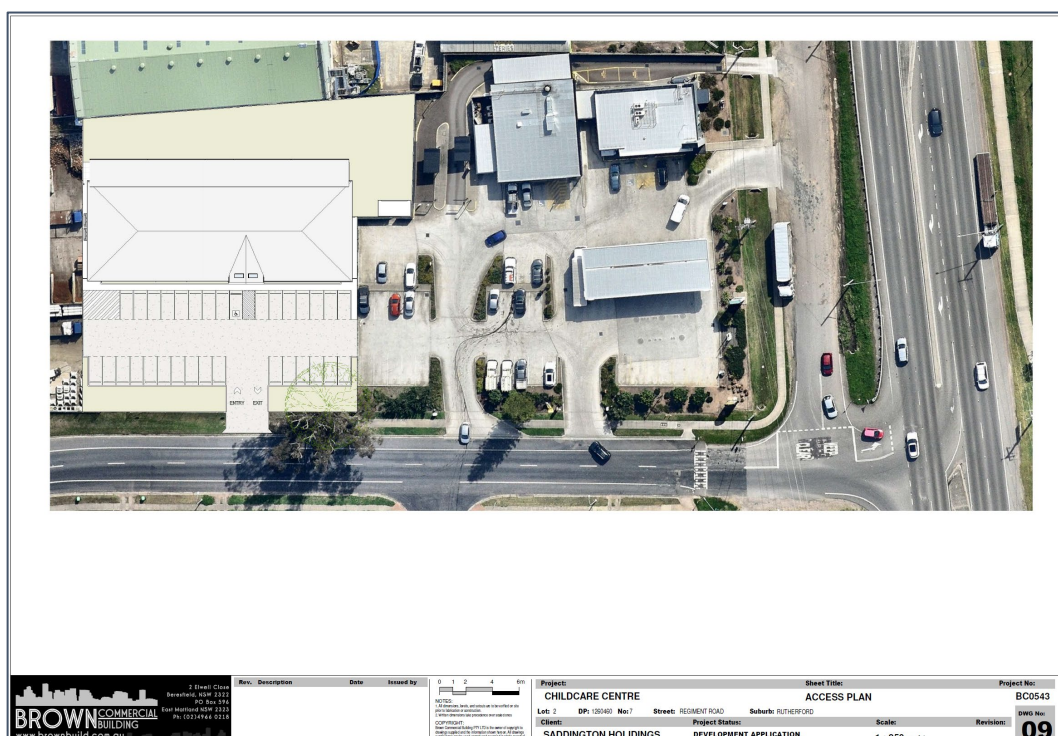 ENTRY EXIT
2 Elwell Close
Beresfield, NSW 2322
PO Box 596
East Maitland NSW 2323
Ph: (02)4966 0218
BROWN COMMERCIAL BUILDING
www.brownbuild.com.au
Rev. Description Date Issued by
0 1 2 4 6m
NOTES:
COPYRIGHT:
Project:
CHILDCARE CENTRE
Lot: 2 DP: 1260460 No: 7 Street: REGIMENT ROAD Suburb: RUTHERFORD
Sheet Title:
ACCESS PLAN
Project No:
BC0543
Client:
SADDINGTON HOLDINGS
Project Status:
DEVELOPMENT APPLICATION
Scale:
Revision:
DWG No:
09